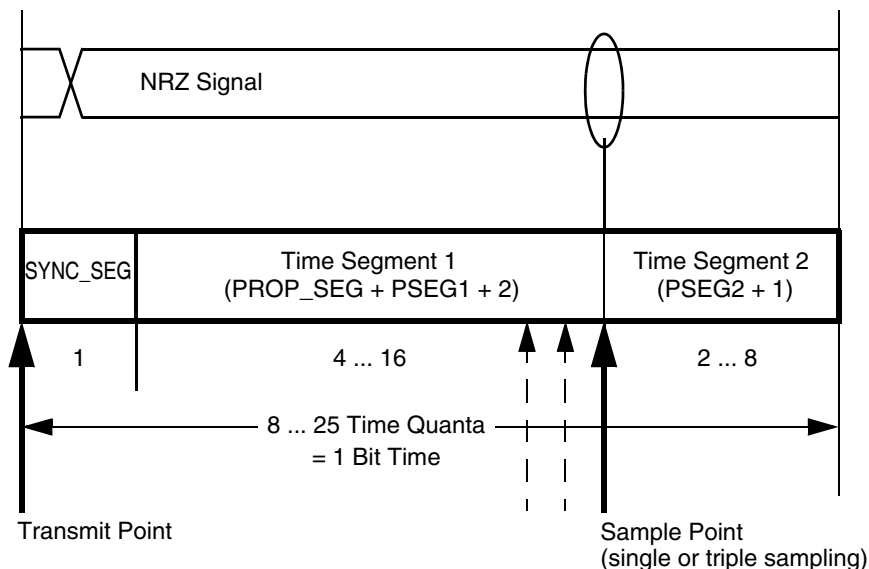 NRZ Signal
SYNC_SEG
Time Segment 1
(PROP_SEG + PSEG1 + 2)
Time Segment 2
(PSEG2 + 1)
1
4 ... 16
2 ... 8
8 ... 25 Time Quanta
= 1 Bit Time
Transmit Point
Sample Point
(single or triple sampling)